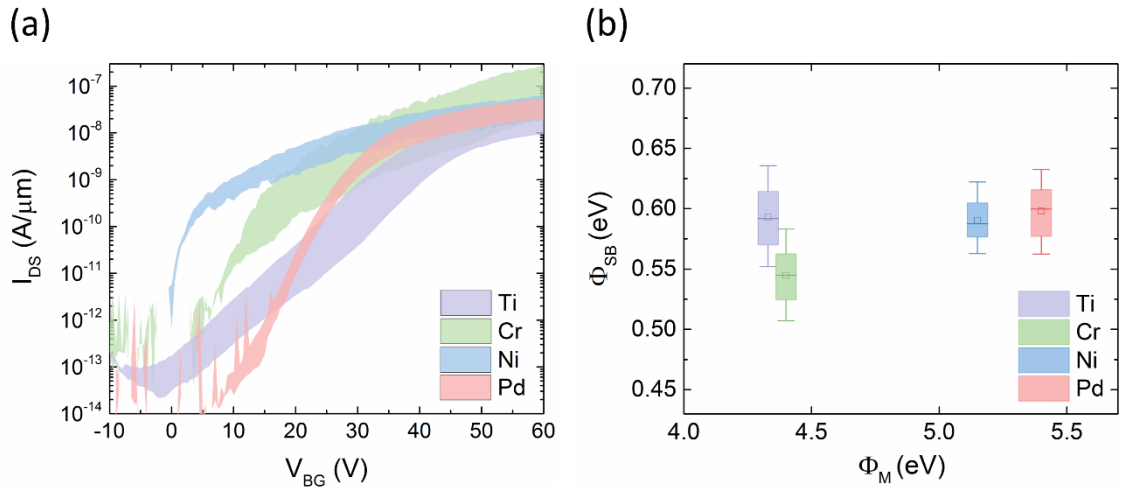 (a)
I_DS (A/μm)
10⁻⁷
10⁻⁸
10⁻⁹
10⁻¹⁰
10⁻¹¹
10⁻¹²
10⁻¹³
10⁻¹⁴
-10 0 10 20 30 40 50 60
V_BG (V)
Ti
Cr
Ni
Pd
(b)
Φ_SB (eV)
0.70
0.65
0.60
0.55
0.50
0.45
4.0 4.5 5.0 5.5
Φ_M (eV)
Ti
Cr
Ni
Pd